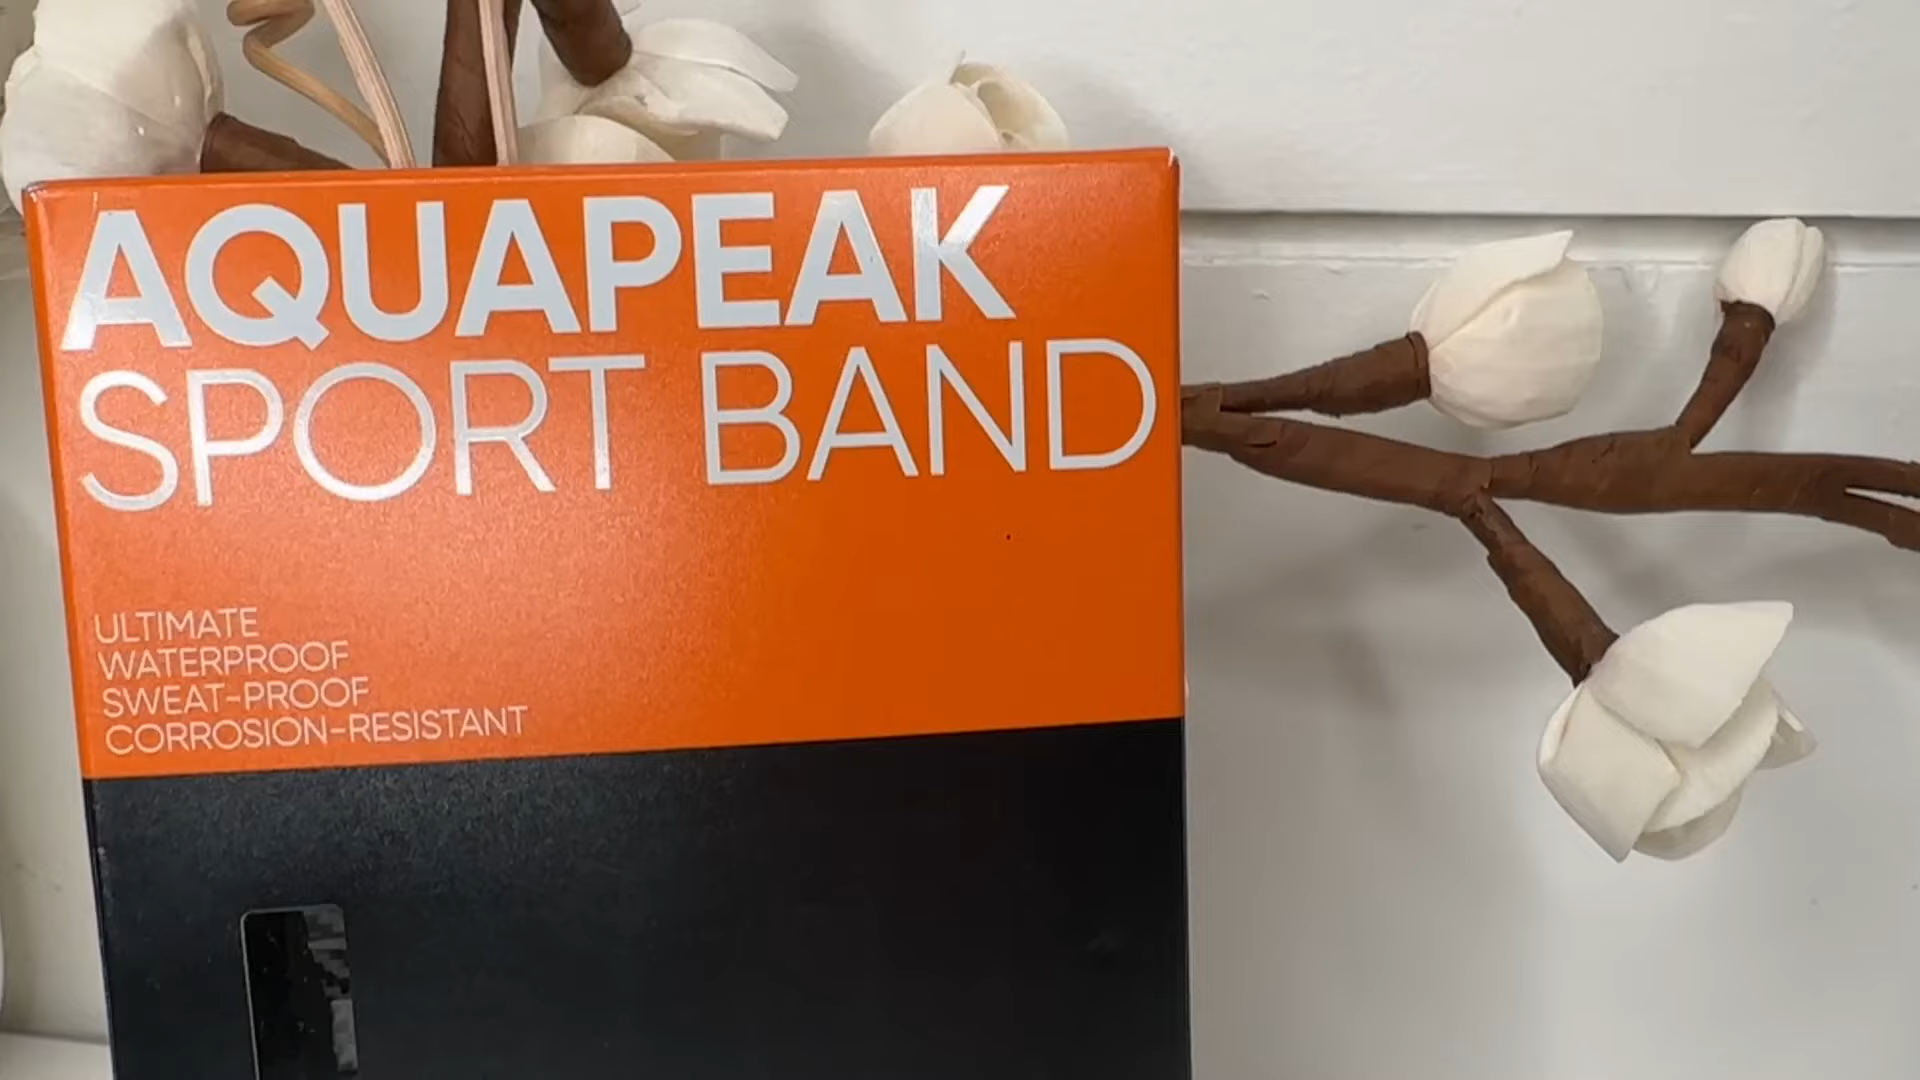 AQUAPEAK
SPORT BAND
ULTIMATE
WATERPROOF
SWEAT-PROOF
CORROSION-RESISTANT